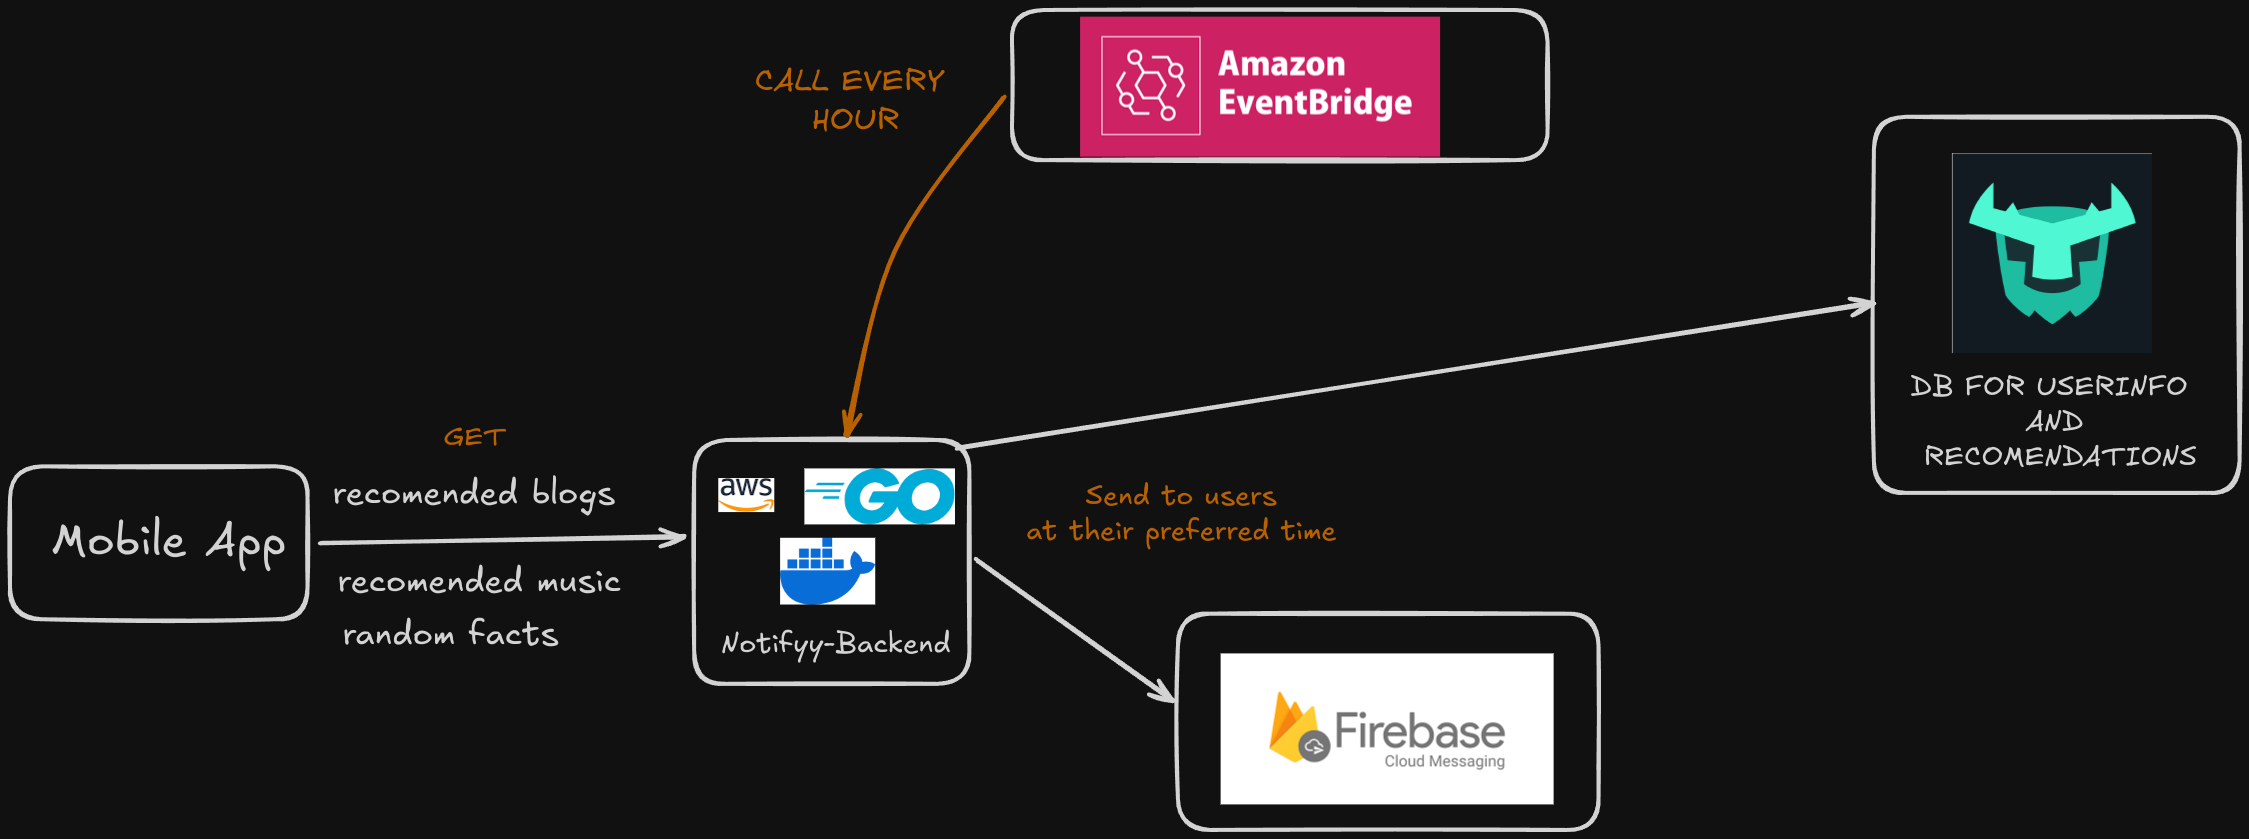 CALL EVERY
HOUR
Amazon
EventBridge
DB FOR USERINFO
AND
RECOMENDATIONS
GET
recomended blogs
Mobile App
recomended music
random facts
aws
GO
Notifyy-Backend
Send to users
at their preferred time
Firebase
Cloud Messaging